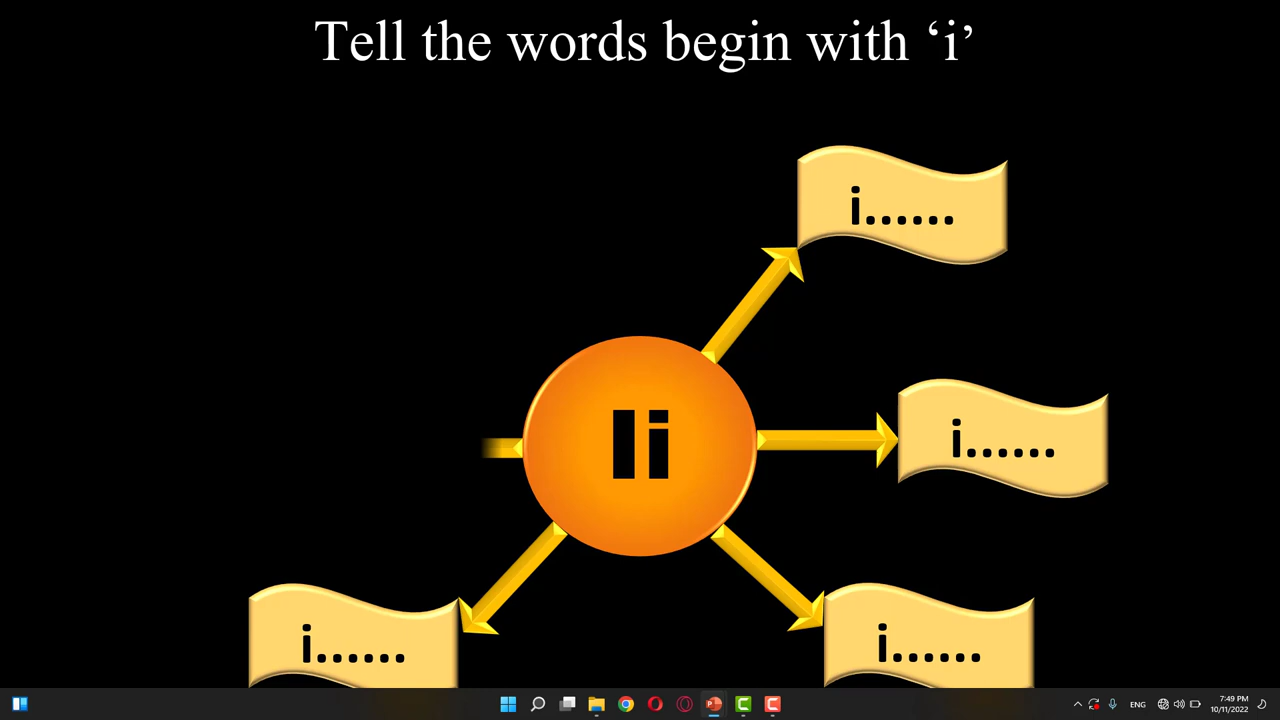 Tell the words begin with ‘i’
i......
Ii
i......
i......
i......
ENG
7:49 PM
10/11/2022